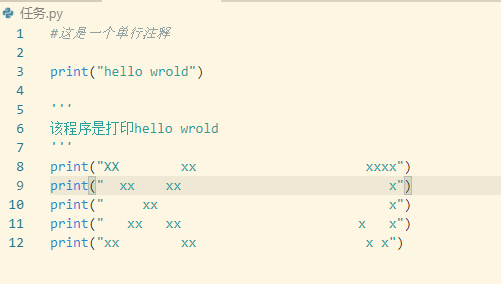 任务.py
1 #这是一个单行注释
2
3 print("hello wrold")
4
5 '''
6 该程序是打印hello wrold
7 '''
8 print("XX        xx                      xxxx")
9 print("  xx    xx                           x")
10 print("     xx                              x")
11 print("   xx   xx                       x   x")
12 print("xx        xx                      x x")